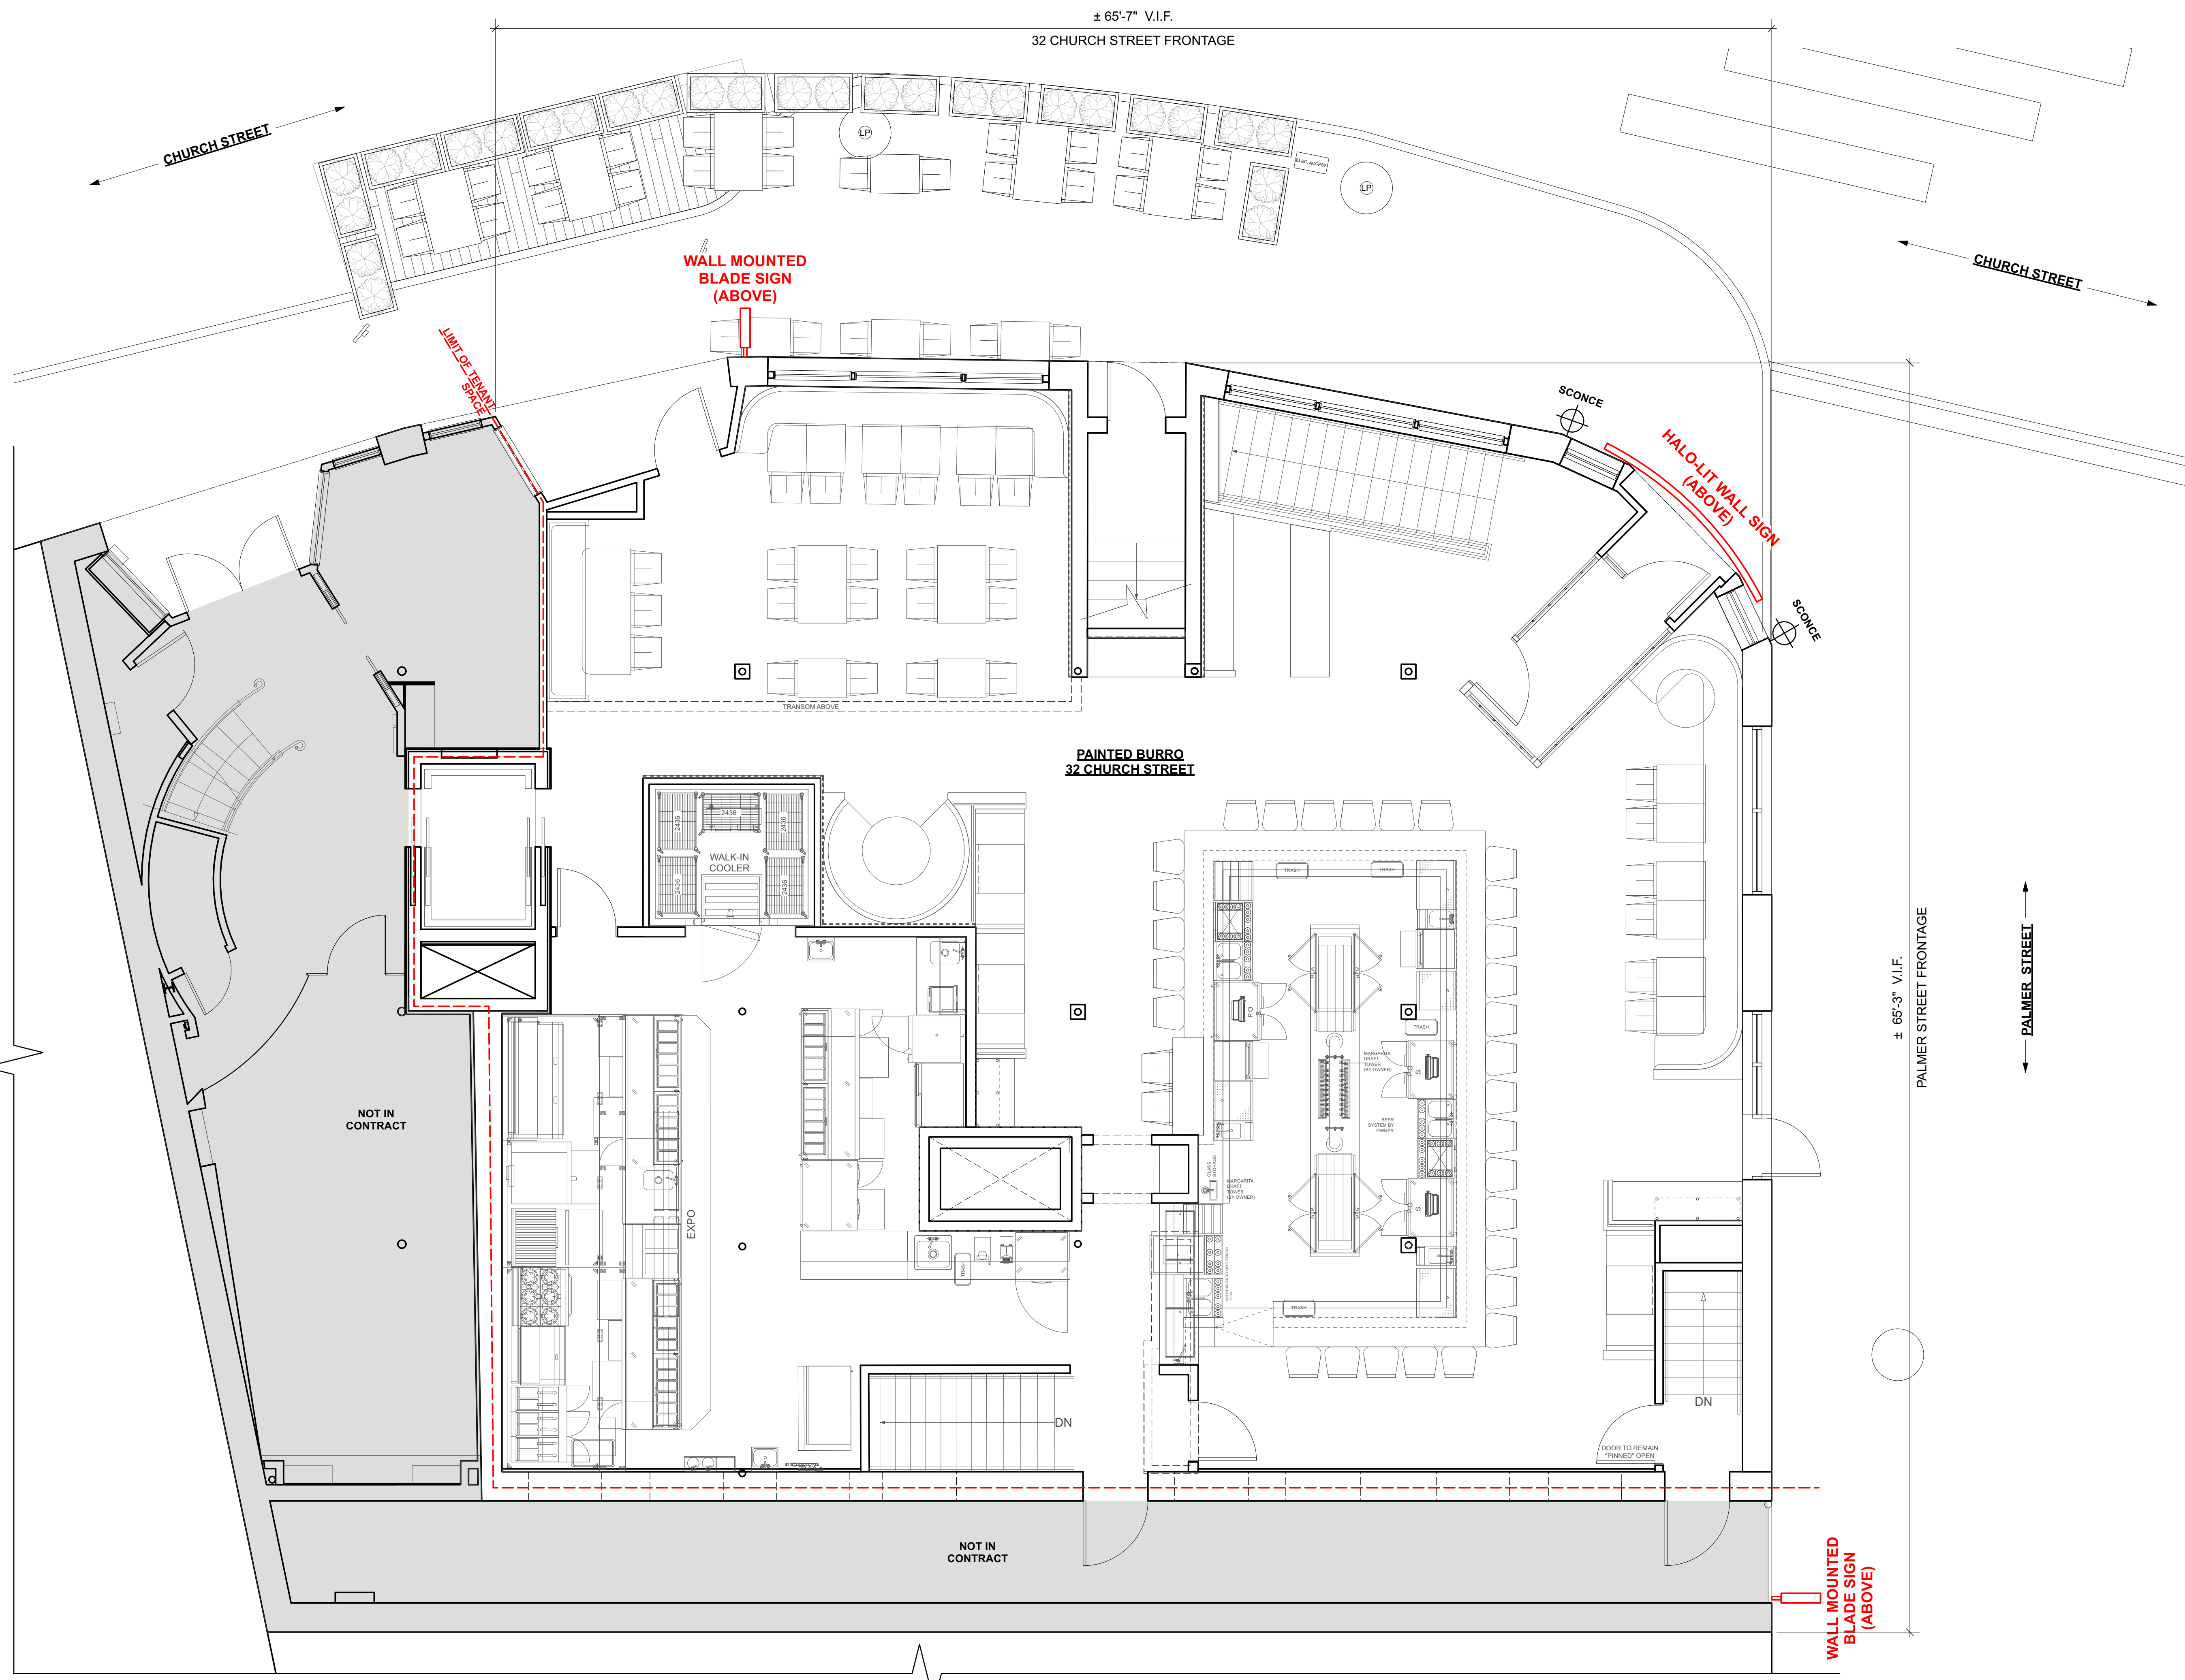 ± 65'-7" V.I.F.
32 CHURCH STREET FRONTAGE
CHURCH STREET
LP
ELEC. ACCESS
LP
CHURCH STREET
WALL MOUNTED
BLADE SIGN
(ABOVE)
LIMIT OF TENANT
SPACE
SCONCE
HALO-LIT WALL SIGN
(ABOVE)
SCONCE
TRANSOM ABOVE
PAINTED BURRO
32 CHURCH STREET
2436
2436
2436
WALK-IN
COOLER
2436
2436
TRASH
TRASH
P.O.
S.
TRASH
MARGARITA
DRAFT
TOWER
(BY OWNER)
P.O.
S.
BEER
SYSTEM BY
OWNER
GLASS
STORAGE
MARGARITA
DRAFT
TOWER
(BY OWNER)
P.O.
S.
EXPO
TRASH
TRASH
NOT IN
CONTRACT
± 65'-3" V.I.F.
PALMER STREET FRONTAGE
PALMER STREET
DN
DN
DOOR TO REMAIN
"PINNED" OPEN
NOT IN
CONTRACT
WALL MOUNTED
BLADE SIGN
(ABOVE)